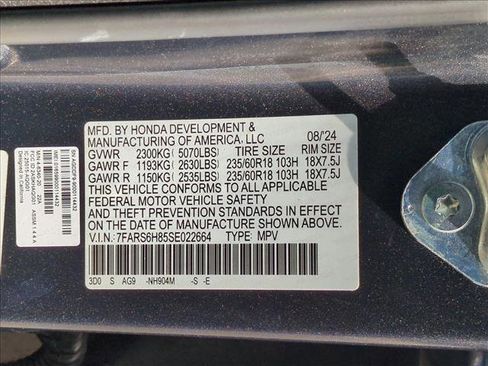 MFD. BY HONDA DEVELOPMENT &
MANUFACTURING OF AMERICA, LLC 08/24
GVWR 2300KG (5070LBS) TIRE SIZE RIM SIZE
GAWR F 1193KG (2630LBS) 235/60R18 103H 18X7.5J
GAWR R 1150KG (2535LBS) 235/60R18 103H 18X7.5J
THIS VEHICLE CONFORMS TO ALL APPLICABLE
FEDERAL MOTOR VEHICLE SAFETY
AND THEFT PREVENTION STANDARDS IN EFFECT
ON THE DATE OF MANUFACTURE SHOWN ABOVE.
V.I.N.: 7FARS6H85SE022664 TYPE: MPV
3D0 S AG9 -NH904M -S -E
Designed in California